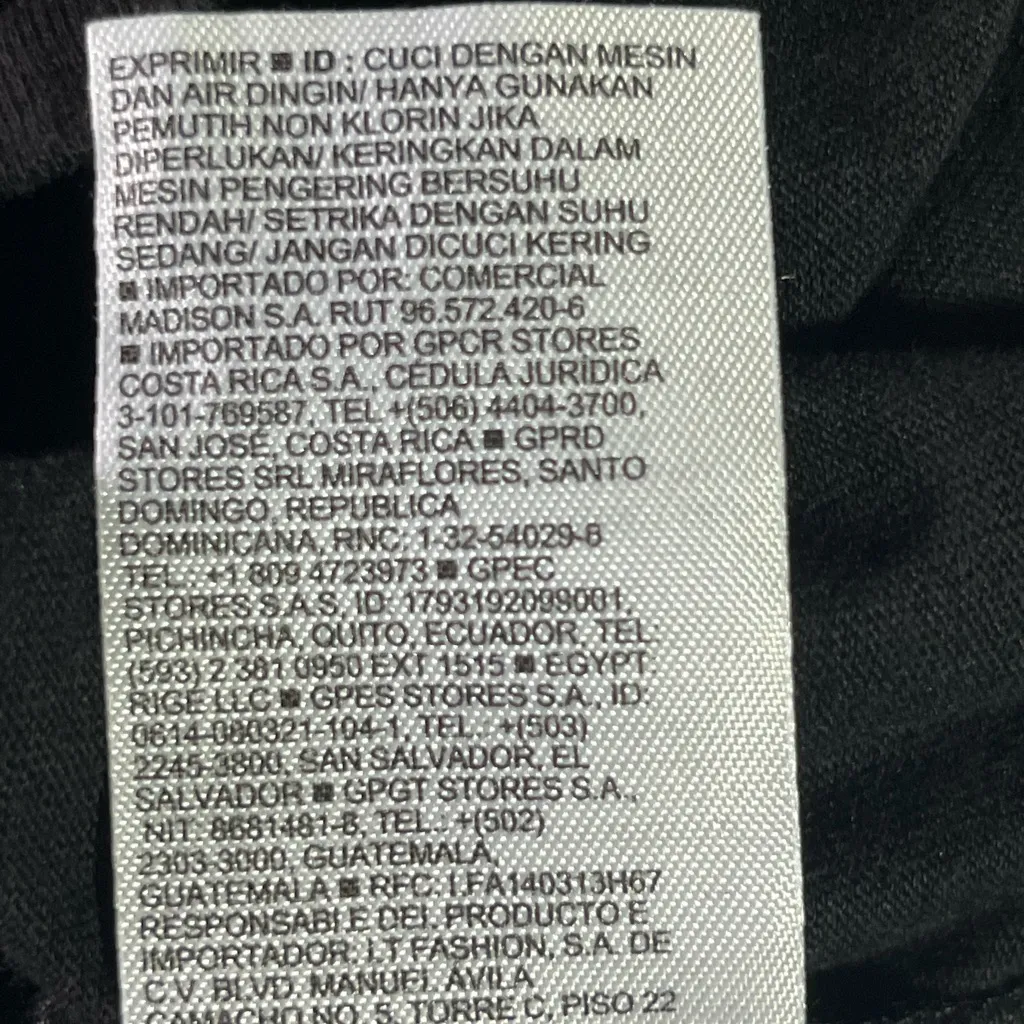 EXPRIMIR ■ ID : CUCI DENGAN MESIN
DAN AIR DINGIN/ HANYA GUNAKAN
PEMUTIH NON KLORIN JIKA
DIPERLUKAN/ KERINGKAN DALAM
MESIN PENGERING BERSUHU
RENDAH/ SETRIKA DENGAN SUHU
SEDANG/ JANGAN DICUCI KERING
■ IMPORTADO POR: COMERCIAL
MADISON S.A. RUT 96.572.420-6
■ IMPORTADO POR GPCR STORES
COSTA RICA S.A., CÉDULA JURÍDICA
3-101-769587, TEL +(506) 4404-3700,
SAN JOSÉ, COSTA RICA ■ GPRD
STORES SRL MIRAFLORES, SANTO
DOMINGO, REPUBLICA
DOMINICANA, RNC: 1-32-54029-8
TEL.: +1 809 4723973 ■ GPEC
STORES S.A.S, ID: 1793192099001,
PICHINCHA, QUITO, ECUADOR, TEL:
(593) 2 381 0950 EXT 1515 ■ EGYPT:
RIGE LLC ■ GPES STORES S.A., ID:
0614-080321-104-1, TEL.: +(503)
2245-3800, SAN SALVADOR, EL
SALVADOR ■ GPGT STORES S.A.,
NIT: 8681481-8, TEL.: +(502)
2303-3000, GUATEMALA,
GUATEMALA ■ RFC: LFA140313H67
RESPONSABLE DEL PRODUCTO E
IMPORTADOR: I.T FASHION, S.A. DE
C.V. BLVD. MANUEL ÁVILA
CAMACHO NO. 5, TORRE C, PISO 22